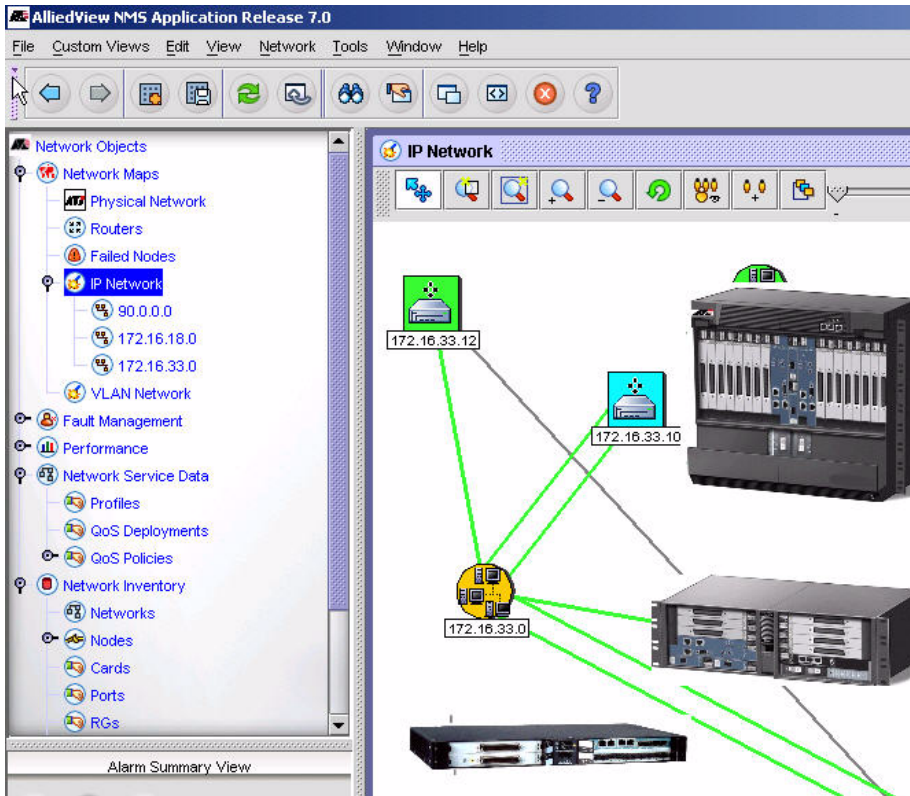 AlliedView NMS Application Release 7.0
File Custom Views Edit View Network Tools Window Help
Network Objects
Network Maps
Physical Network
Routers
Failed Nodes
IP Network
90.0.0.0
172.16.18.0
172.16.33.0
VLAN Network
Fault Management
Performance
Network Service Data
Profiles
QoS Deployments
QoS Policies
Network Inventory
Networks
Nodes
Cards
Ports
RGs
Alarm Summary View
IP Network
172.16.33.12
172.16.33.10
172.16.33.0